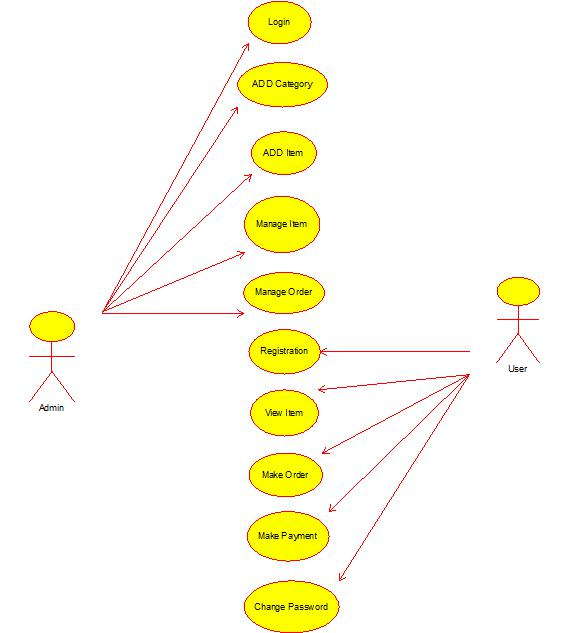 Login
ADD Category
ADD Item
Manage Item
Manage Order
Registration
User
Admin
View Item
Make Order
Make Payment
Change Password